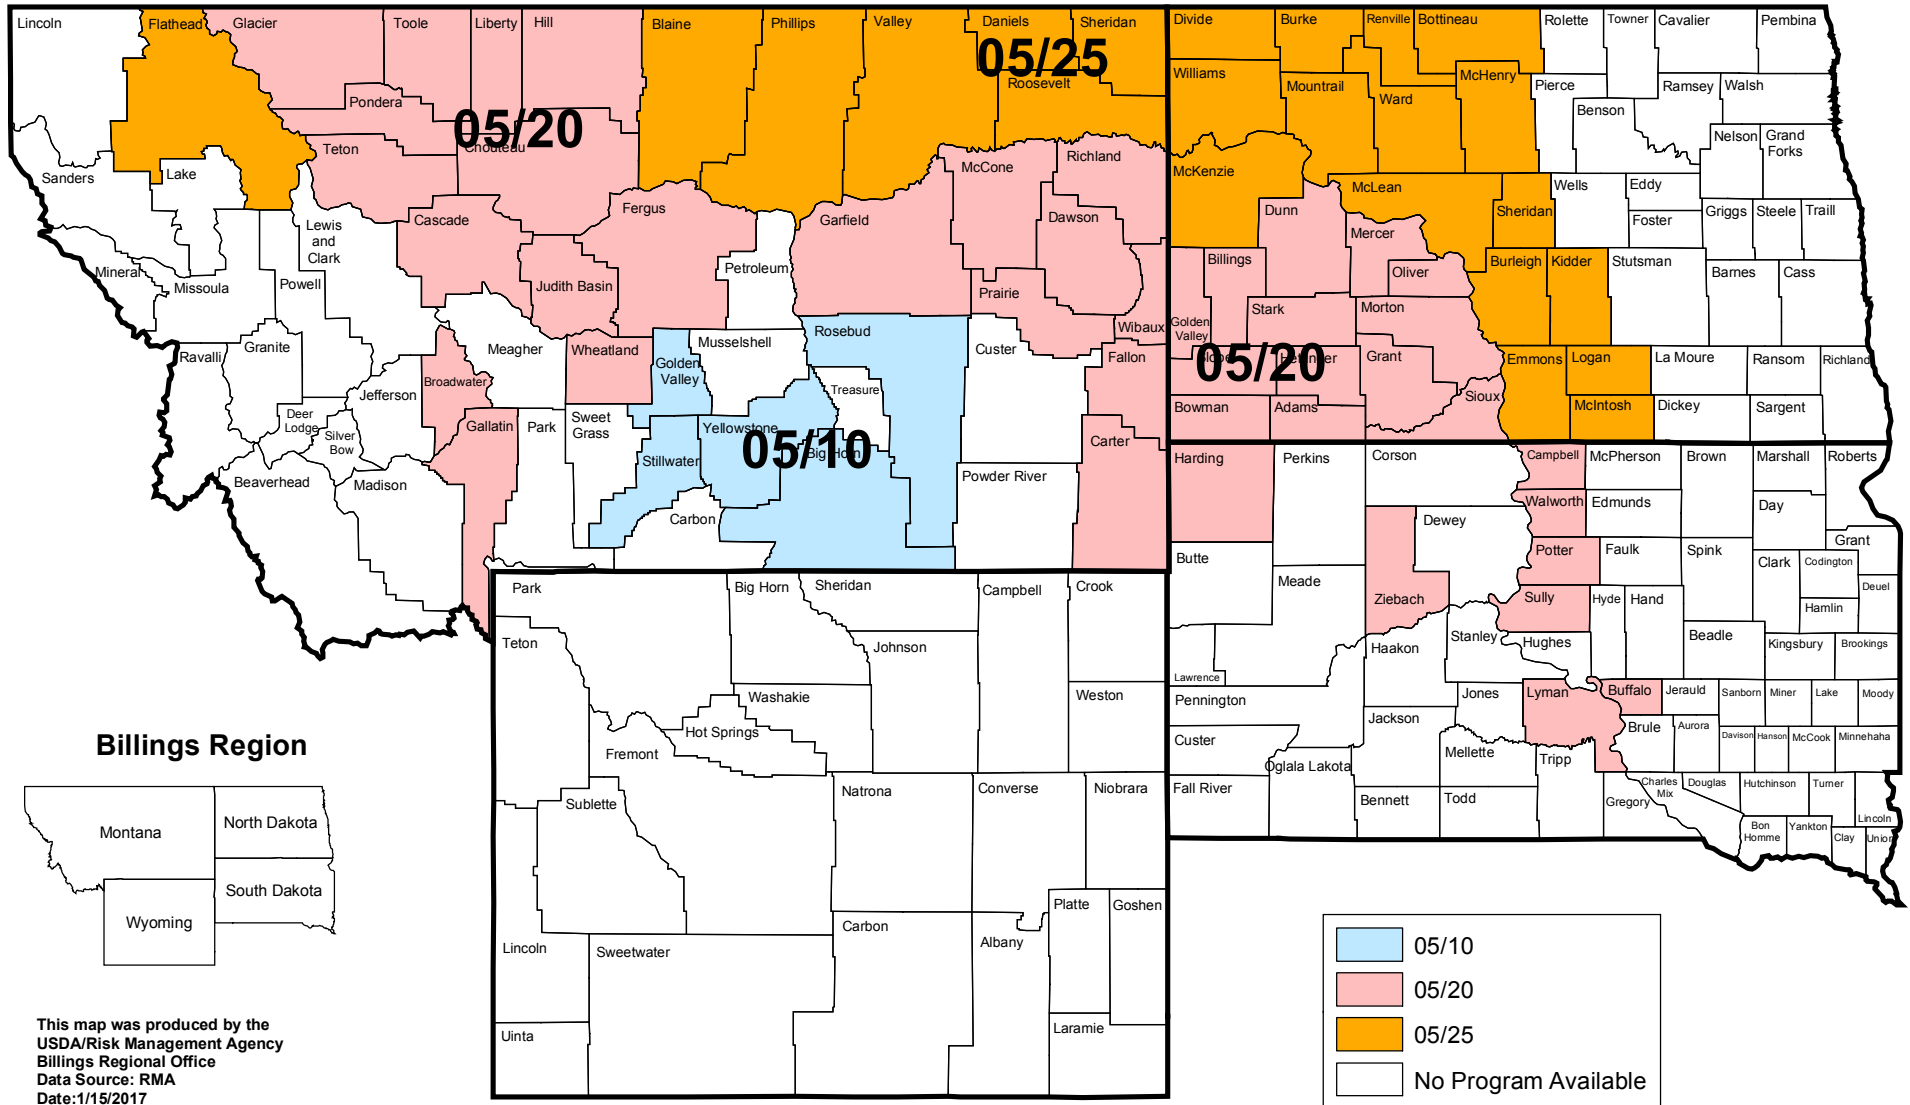 Lincoln
Flathead
Glacier
Toole
Liberty
Hill
Blaine
Phillips
Valley
Daniels
Sheridan
05/25
Roosevelt
Pondera
05/20
Teton
Chouteau
Sanders
Lake
McCone
Richland
Lewis
and
Clark
Cascade
Fergus
Garfield
Dawson
Mineral
Missoula
Powell
Judith Basin
Petroleum
Prairie
Wibaux
Ravalli
Granite
Meagher
Wheatland
Golden
Valley
Musselshell
Rosebud
Custer
Fallon
Broadwater
Jefferson
Deer
Lodge
Silver
Bow
Gallatin
Park
Sweet
Grass
Treasure
Yellowstone
05/10
Big Horn
Stillwater
Carter
Beaverhead
Madison
Carbon
Powder River
Divide
Burke
Renville
Bottineau
Rolette
Towner
Cavalier
Pembina
Williams
Mountrail
Ward
McHenry
Pierce
Benson
Ramsey
Walsh
Nelson
Grand
Forks
McKenzie
McLean
Dunn
Mercer
Sheridan
Wells
Eddy
Foster
Griggs
Steele
Traill
Billings
Oliver
Burleigh
Kidder
Stutsman
Barnes
Cass
Golden
Valley
Stark
Morton
Slope
Hettinger
05/20
Grant
Sioux
Emmons
Logan
La Moure
Ransom
Richland
Bowman
Adams
McIntosh
Dickey
Sargent
Harding
Perkins
Corson
Campbell
McPherson
Brown
Marshall
Roberts
Walworth
Edmunds
Day
Dewey
Butte
Meade
Ziebach
Potter
Faulk
Spink
Clark
Codington
Grant
Deuel
Hamlin
Sully
Hyde
Hand
Beadle
Kingsbury
Brookings
Stanley
Hughes
Haakon
Lawrence
Pennington
Jones
Lyman
Buffalo
Jerauld
Sanborn
Miner
Lake
Moody
Jackson
Brule
Aurora
Davison
Hanson
McCook
Minnehaha
Custer
Oglala Lakota
Mellette
Tripp
Fall River
Bennett
Todd
Gregory
Charles
Mix
Douglas
Hutchinson
Turner
Lincoln
Bon
Homme
Yankton
Clay
Union
Park
Big Horn
Sheridan
Campbell
Crook
Teton
Johnson
Washakie
Weston
Hot Springs
Fremont
Sublette
Natrona
Converse
Niobrara
Platte
Goshen
Carbon
Albany
Lincoln
Sweetwater
Uinta
Laramie
Billings Region
Montana
North Dakota
South Dakota
Wyoming
This map was produced by the
USDA/Risk Management Agency
Billings Regional Office
Data Source: RMA
Date:1/15/2017
05/10
05/20
05/25
No Program Available